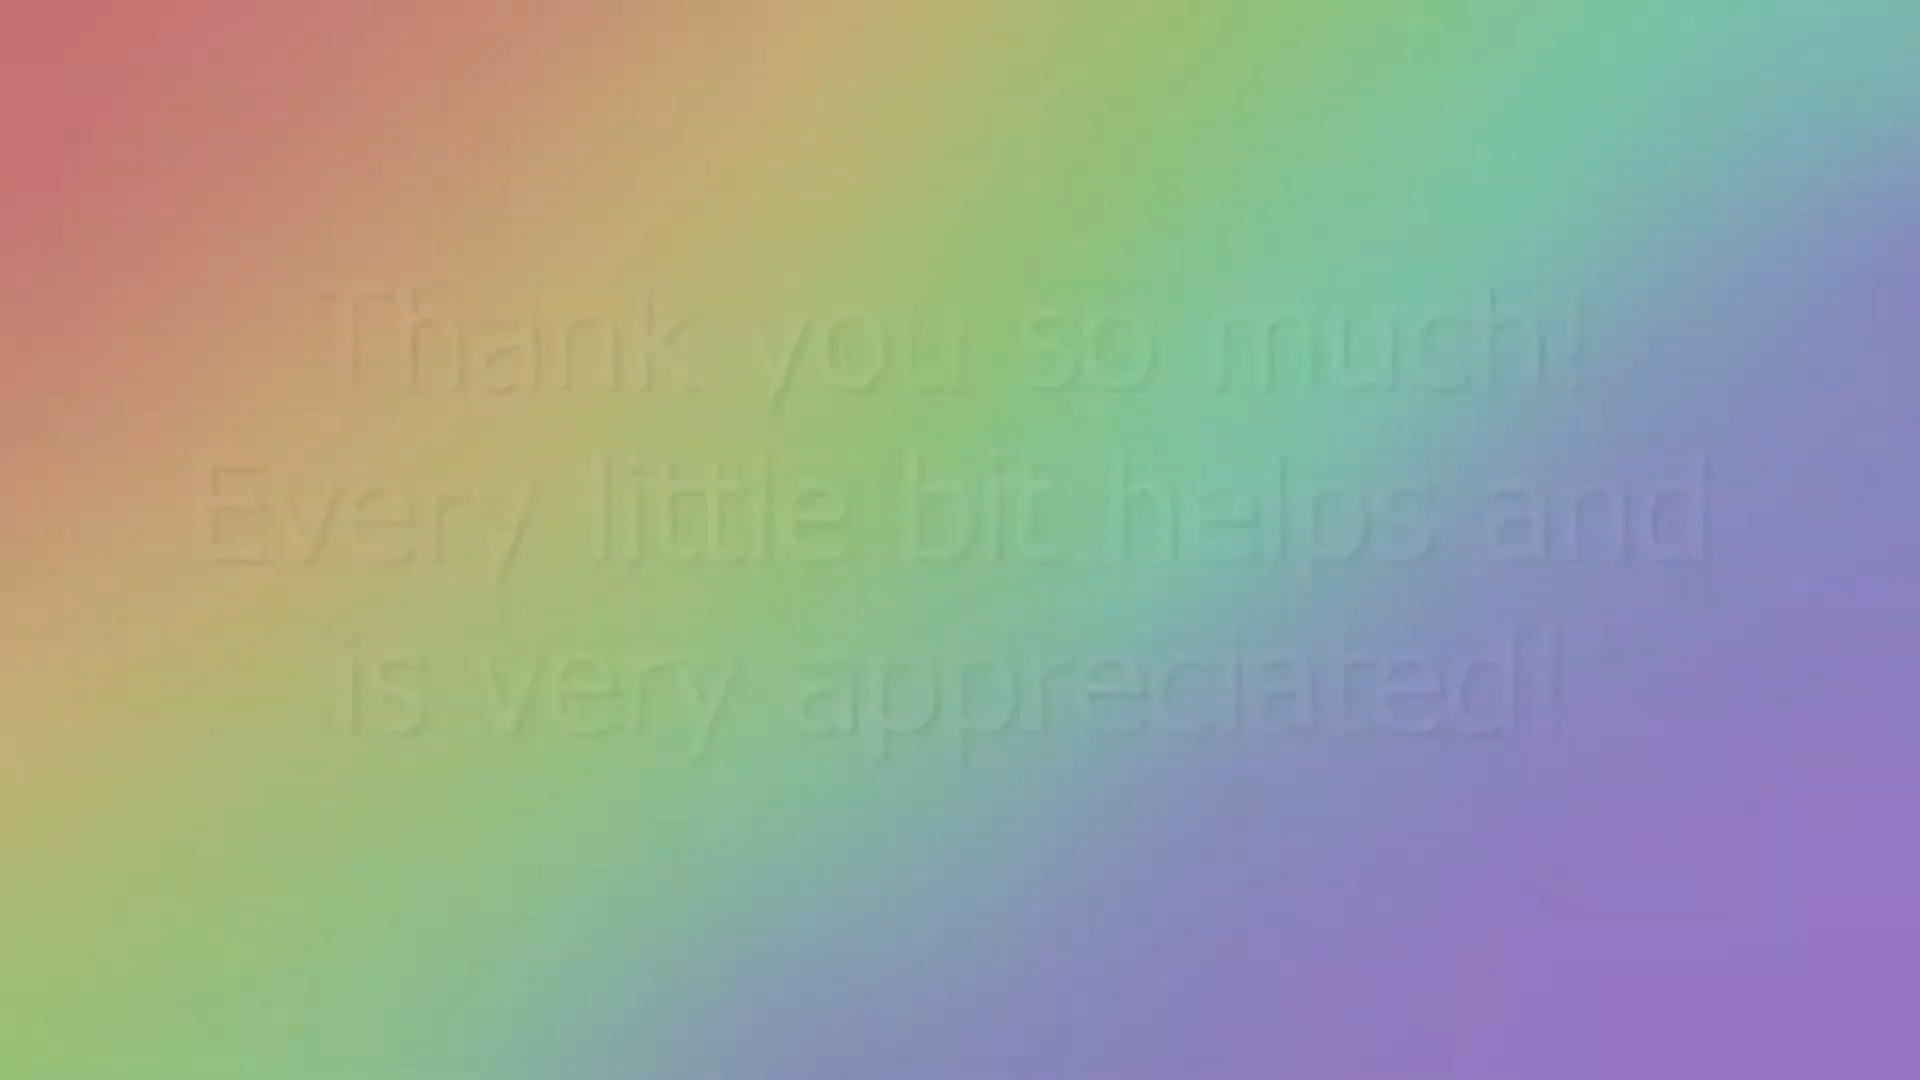 Thank you so much!
Every little bit helps and
is very appreciated!